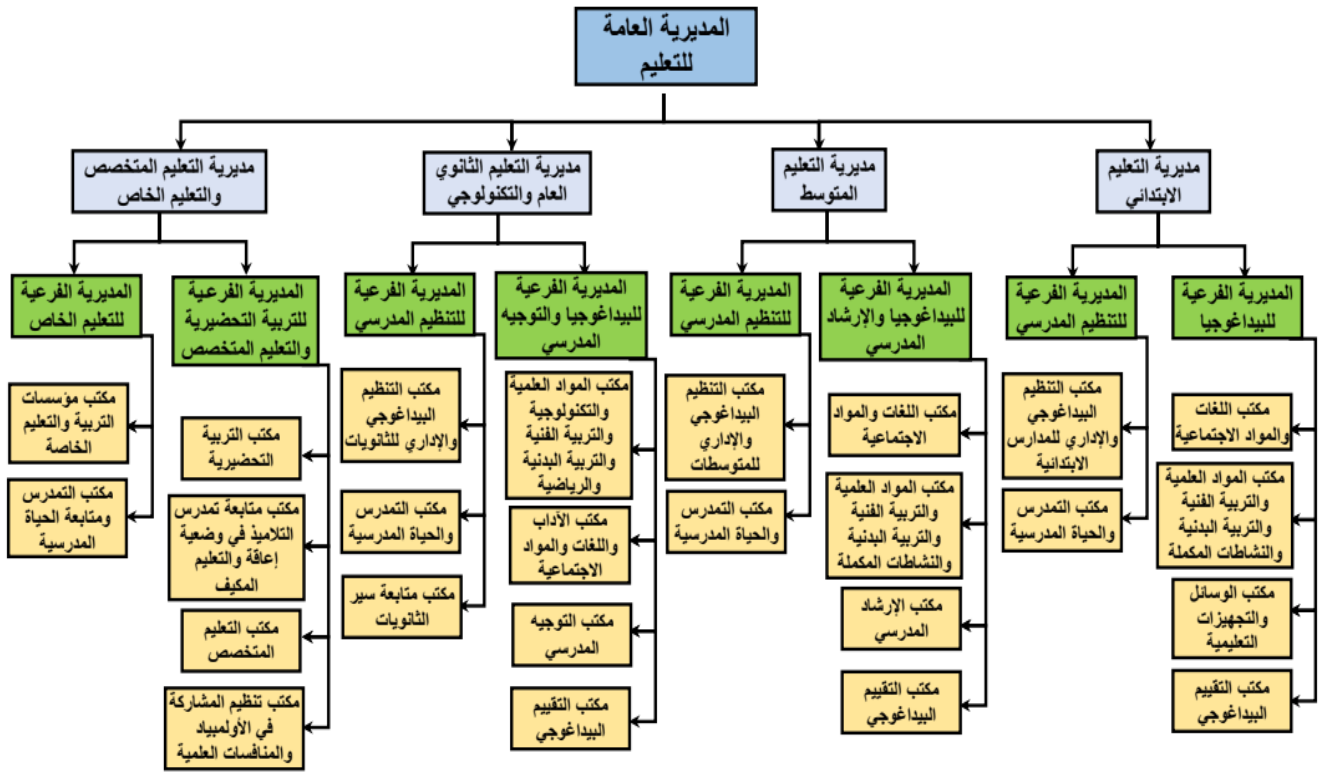 المديرية العامة
للتعليم
مديرية التعليم
الابتدائي
مديرية التعليم
المتوسط
مديرية التعليم الثانوي
العام والتكنولوجي
مديرية التعليم المتخصص
والتعليم الخاص
المديرية الفرعية
للبيداغوجيا
المديرية الفرعية
للتنظيم المدرسي
المديرية الفرعية
للبيداغوجيا والإرشاد
المدرسي
المديرية الفرعية
للتنظيم المدرسي
المديرية الفرعية
للبيداغوجيا والتوجيه
المدرسي
المديرية الفرعية
للتنظيم المدرسي
المديرية الفرعية
للتربية التحضيرية
والتعليم المتخصص
المديرية الفرعية
للتعليم الخاص
مكتب اللغات
والمواد الاجتماعية
مكتب المواد العلمية
والتربية الفنية
والتربية البدنية
والنشاطات المكملة
مكتب الوسائل
والتجهيزات
التعليمية
مكتب التقييم
البيداغوجي
مكتب التنظيم
البيداغوجي
والإداري للمدارس
الابتدائية
مكتب التمدرس
والحياة المدرسية
مكتب اللغات والمواد
الاجتماعية
مكتب المواد العلمية
والتربية الفنية
والتربية البدنية
والنشاطات المكملة
مكتب الإرشاد
المدرسي
مكتب التقييم
البيداغوجي
مكتب التنظيم
البيداغوجي
والإداري
للمتوسطات
مكتب التمدرس
والحياة المدرسية
مكتب المواد العلمية
والتكنولوجية
والتربية الفنية
والتربية البدنية
والرياضية
مكتب الآداب
واللغات والمواد
الاجتماعية
مكتب التوجيه
المدرسي
مكتب التقييم
البيداغوجي
مكتب التنظيم
البيداغوجي
والإداري للثانويات
مكتب التمدرس
والحياة المدرسية
مكتب متابعة سير
الثانويات
مكتب التربية
التحضيرية
مكتب متابعة تمدرس
التلاميذ في وضعية
إعاقة والتعليم
المكيف
مكتب التعليم
المتخصص
مكتب تنظيم المشاركة
في الأولمبياد
والمنافسات العلمية
مكتب مؤسسات
التربية والتعليم
الخاصة
مكتب التمدرس
ومتابعة الحياة
المدرسية